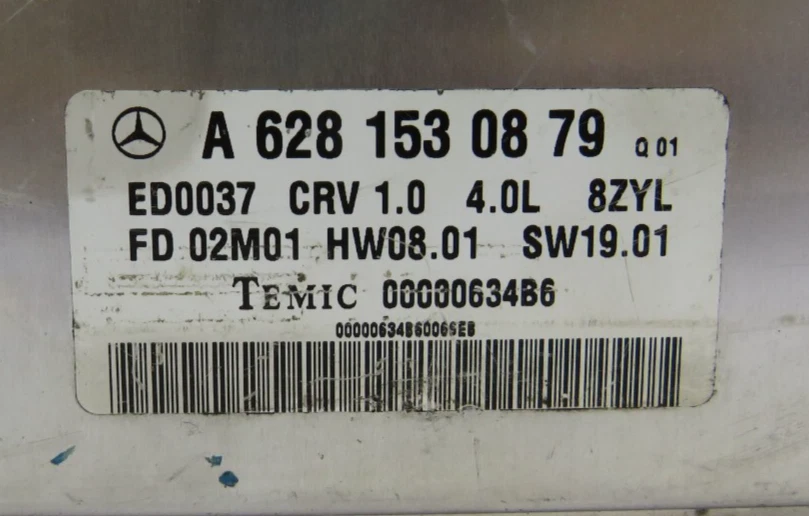 A 628 153 08 79 Q 01
ED0037 CRV 1.0 4.0L 8ZYL
FD 02M01 HW08.01 SW19.01
TEMIC 00000634B6
00000634B6006SEB